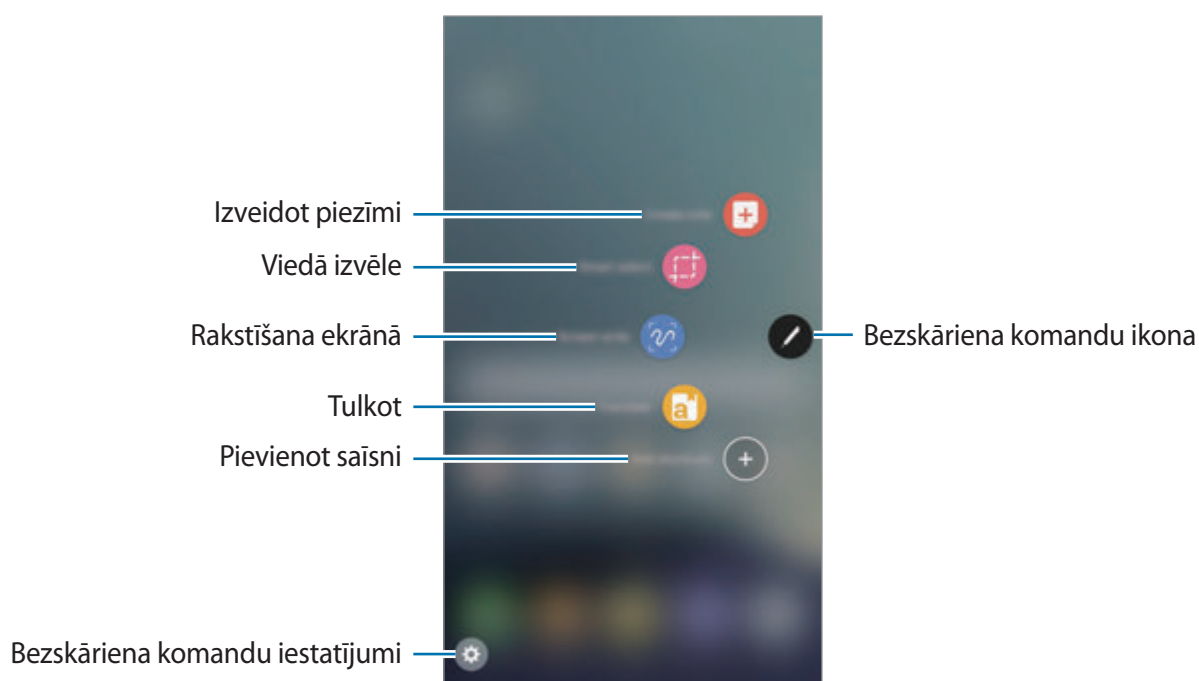 Izveidot piezīmi
Viedā izvēle
Rakstīšana ekrānā
Bezskāriena komandu ikona
Tulkot
a
Pievienot saīsni
Bezskāriena komandu iestatījumi